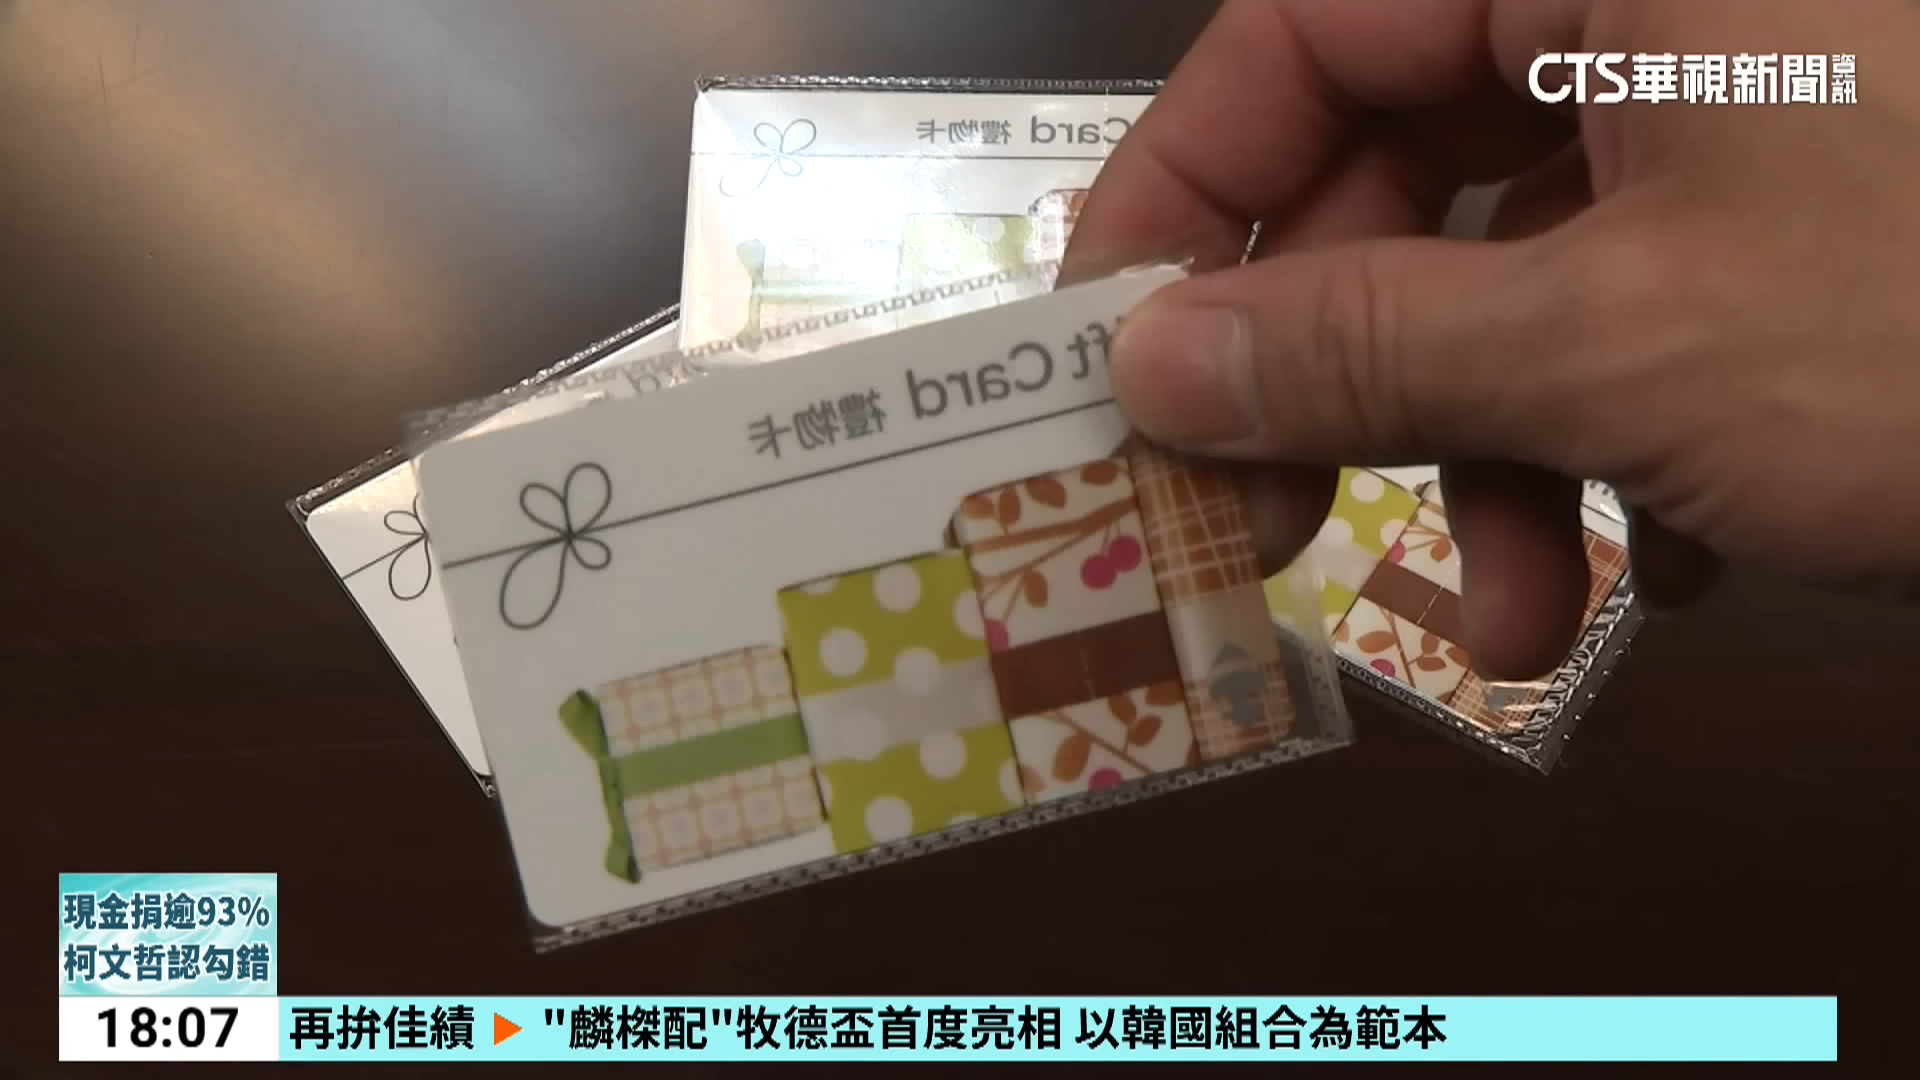 CTS華視新聞資訊
Card 禮物卡
ift Card 禮物卡
現金捐逾93%
柯文哲認勾錯
18:07
再拚佳績 ▶ "麟榤配"牧德盃首度亮相 以韓國組合為範本